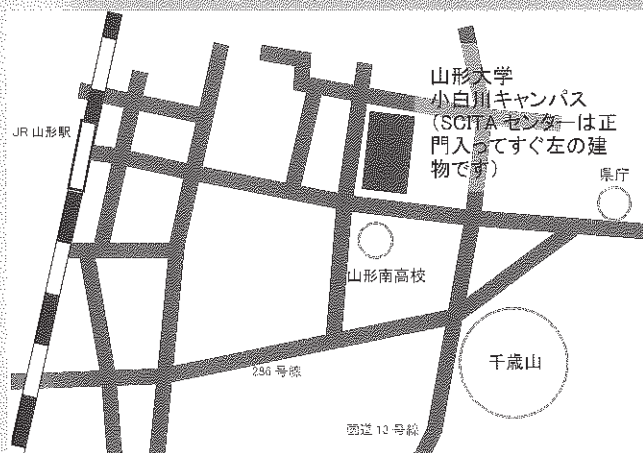 山形大学
小白川キャンパス
（SCITA センターは正
門入ってすぐ左の建
物です）
JR 山形駅
県庁
山形南高校
千歳山
286 号線
国道 13 号線